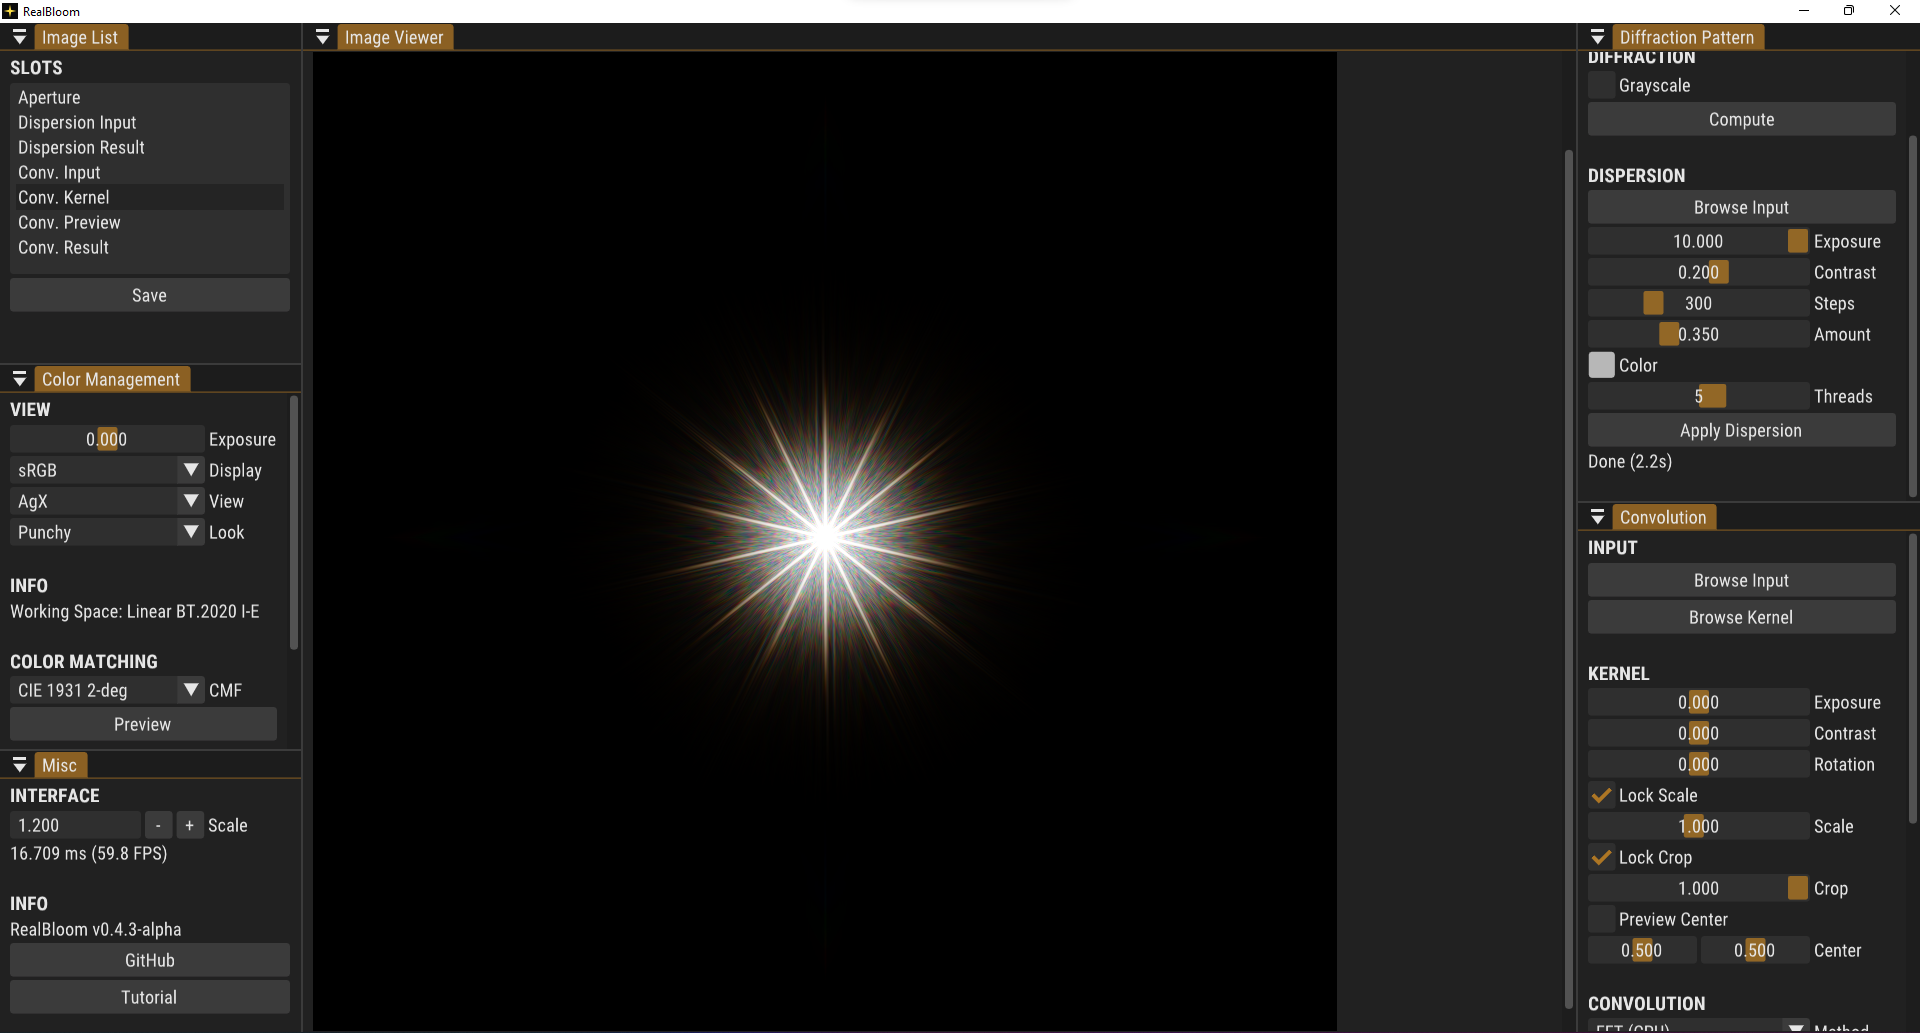 RealBloom
Image List
SLOTS
Aperture
Dispersion Input
Dispersion Result
Conv. Input
Conv. Kernel
Conv. Preview
Conv. Result
Save
Color Management
VIEW
0.000 Exposure
sRGB Display
AgX View
Punchy Look
INFO
Working Space: Linear BT.2020 I-E
COLOR MATCHING
CIE 1931 2-deg CMF
Preview
Misc
INTERFACE
1.200 - + Scale
16.709 ms (59.8 FPS)
INFO
RealBloom v0.4.3-alpha
GitHub
Tutorial
Image Viewer
Diffraction Pattern
DIFFRACTION
Grayscale
Compute
DISPERSION
Browse Input
10.000 Exposure
0.200 Contrast
300 Steps
0.350 Amount
Color
5 Threads
Apply Dispersion
Done (2.2s)
Convolution
INPUT
Browse Input
Browse Kernel
KERNEL
0.000 Exposure
0.000 Contrast
0.000 Rotation
Lock Scale
1.000 Scale
Lock Crop
1.000 Crop
Preview Center
0.500 0.500 Center
CONVOLUTION
FFT (CPU) Method